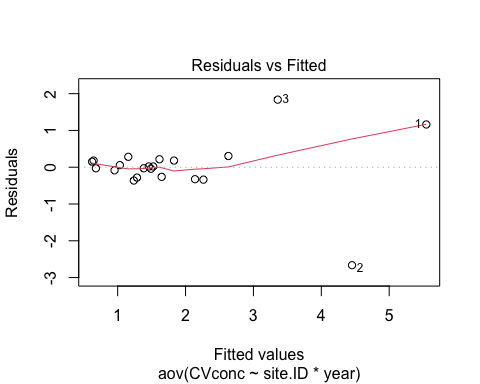 Residuals vs Fitted
Residuals
2
1
0
-1
-2
-3
3
1
2
1 2 3 4 5
Fitted values
aov(CVconc ~ site.ID * year)